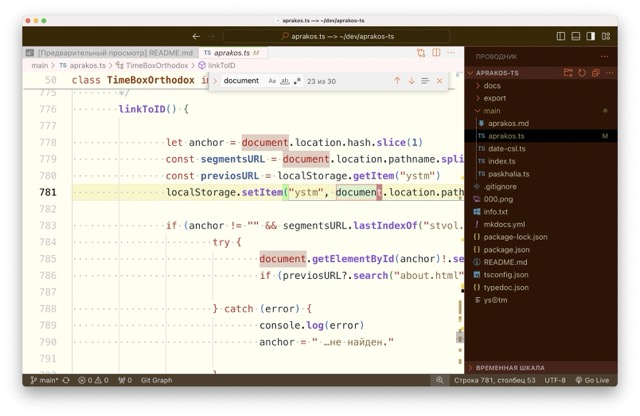 aprakos.ts —> ~/dev/aprakos-ts
aprakos.ts —> ~/dev/aprakos-ts
[Предварительный просмотр] README.md
aprakos.ts M
main > aprakos.ts > TimeBoxOrthodox > linkToID
ПРОВОДНИК
50 class TimeBoxOrthodox im
document
Aa ab .*
23 из 30
775 */
776 linkToID() {
777
778 let anchor = document.location.hash.slice(1)
779 const segmentsURL = document.location.pathname.spli
780 const previosURL = localStorage.getItem("ystm")
781 localStorage.setItem("ystm", document.location.path
782
783 if (anchor != "" && segmentsURL.lastIndexOf("stvol.
784 try {
785 document.getElementById(anchor)!.se
786 if (previosURL?.search("about.html"
787
788 } catch (error) {
789 console.log(error)
790 anchor = " …не найден."
791
APRAKOS-TS
docs
export
main
aprakos.md
TS aprakos.ts M
TS date-csl.ts
TS index.ts
TS paskhalia.ts
.gitignore
000.png
info.txt
mkdocs.yml
package-lock.json
package.json
README.md
tsconfig.json
typedoc.json
ВРЕМЕННАЯ ШКАЛА
main*
0 0
0
Git Graph
Строка 781, столбец 53
UTF-8
Go Live